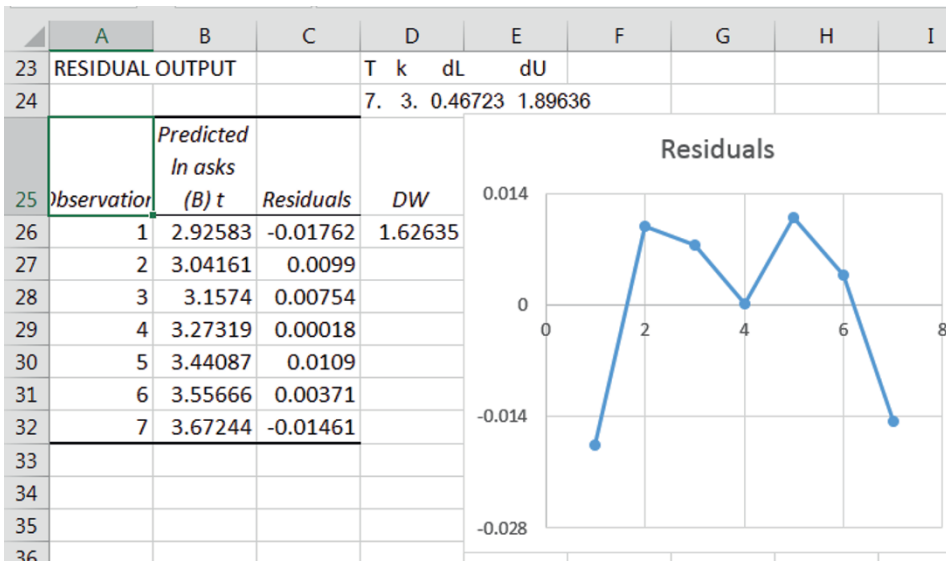 A B C D E F G H I
23 RESIDUAL OUTPUT T k dL dU
24 7. 3. 0.46723 1.89636
Predicted
ln asks
25 Observation (B) t Residuals DW
26 1 2.92583 -0.01762 1.62635
27 2 3.04161 0.0099
28 3 3.1574 0.00754
29 4 3.27319 0.00018
30 5 3.44087 0.0109
31 6 3.55666 0.00371
32 7 3.67244 -0.01461
33
34
35
36
Residuals
0.014
0
0 2 4 6 8
-0.014
-0.028